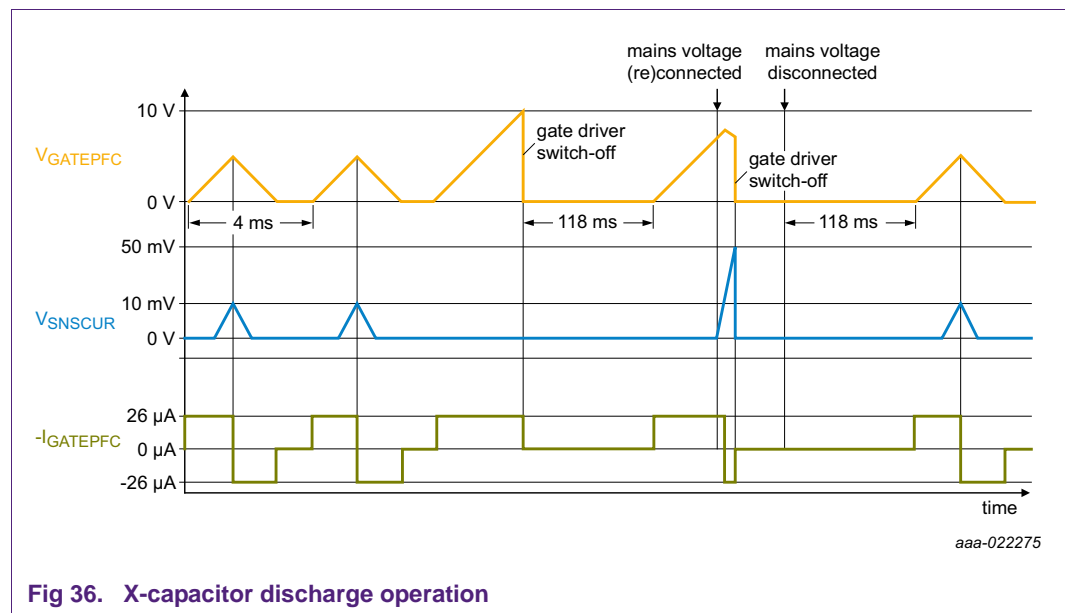 mains voltage
(re)connected
mains voltage
disconnected
10 V
VGATEPFC
gate driver
switch-off
gate driver
switch-off
0 V
4 ms
118 ms
118 ms
50 mV
10 mV
VSNSCUR
0 V
26 µA
-IGATEPFC
0 µA
-26 µA
time
aaa-022275
Fig 36. X-capacitor discharge operation